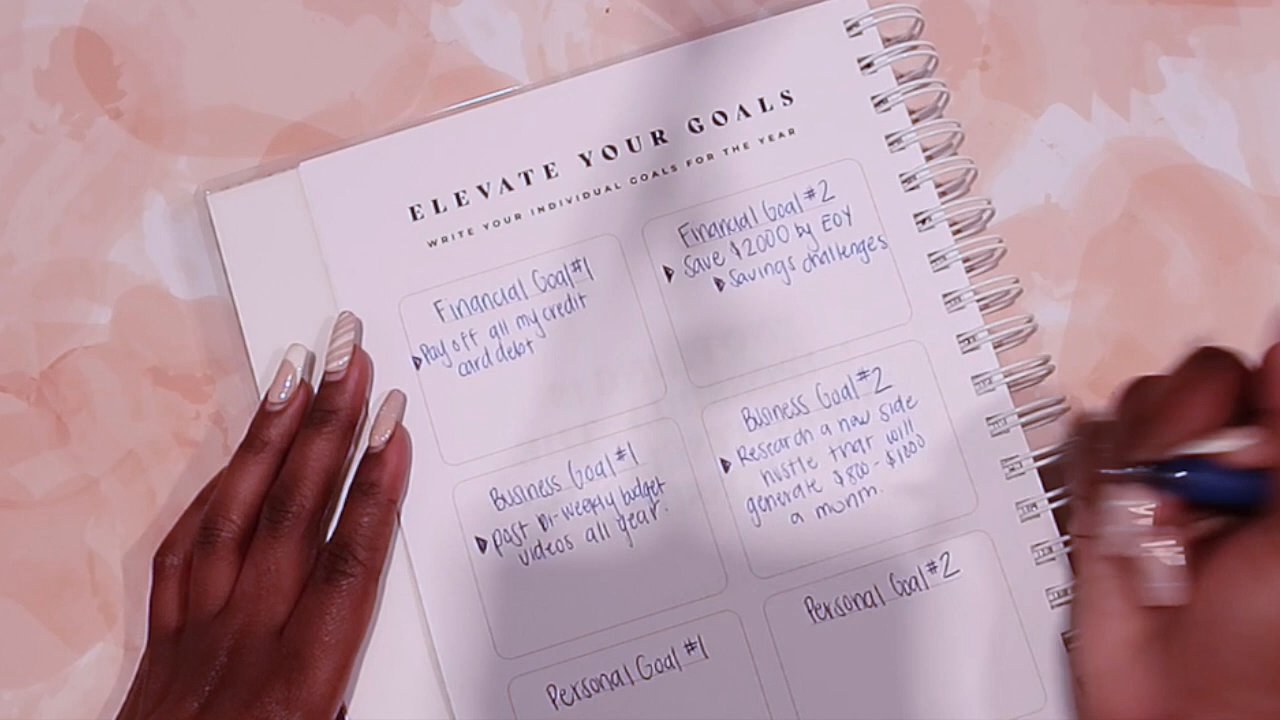 ELEVATE YOUR GOALS
WRITE YOUR INDIVIDUAL GOALS FOR THE YEAR
Financial Goal #1
Pay off all my credit
card debt
Financial Goal #2
Save $2000 by EOY
Savings challenges
Business Goal #1
post bi-weekly budget
videos all year.
Business Goal #2
Research a new side
hustle that will
generate $800 - $1000
a month.
Personal Goal #1
Personal Goal #2